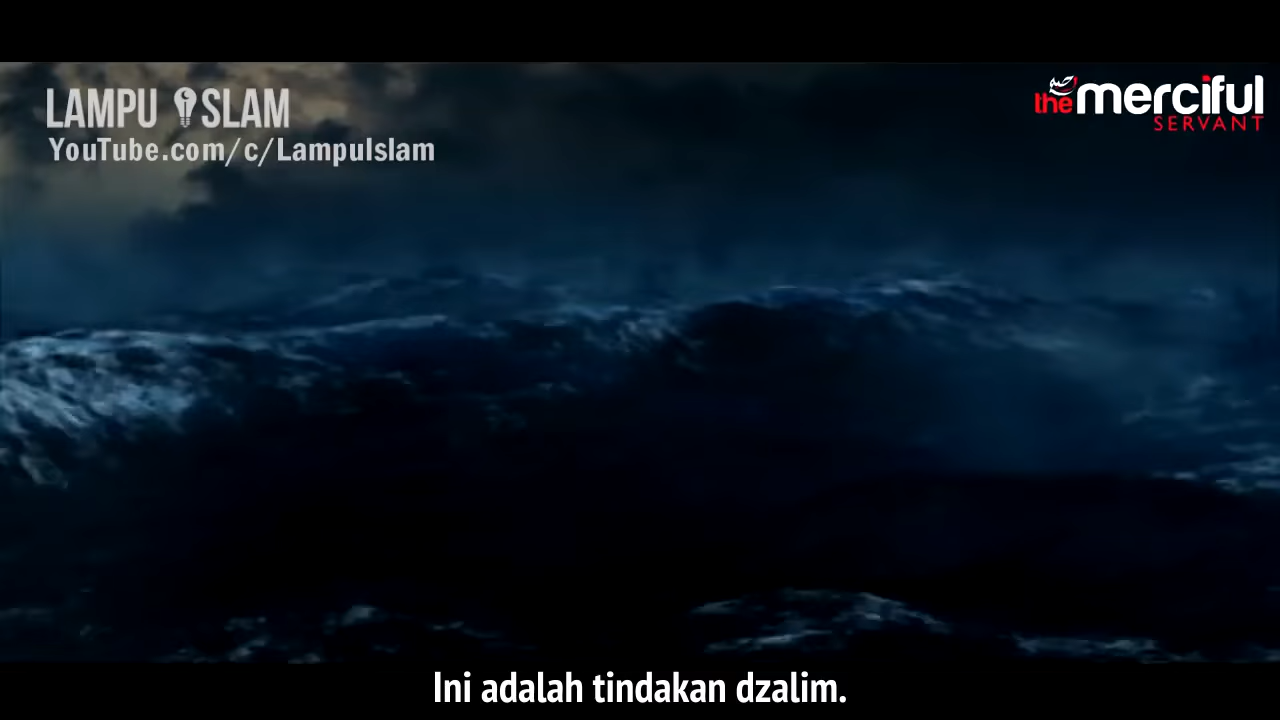 LAMPU ISLAM
YouTube.com/c/LampuIslam
the merciful
SERVANT
Ini adalah tindakan dzalim.